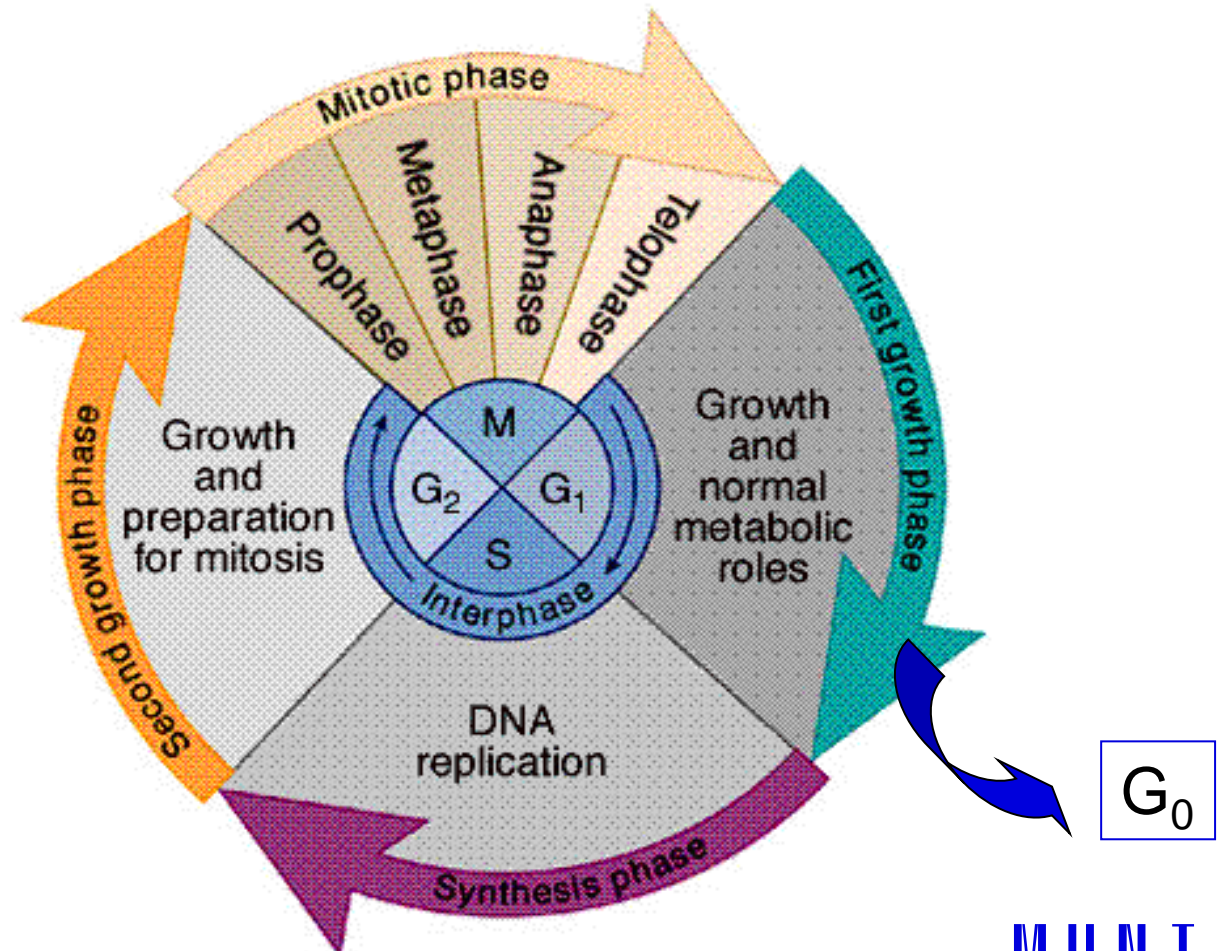 Mitotic phase
Prophase
Metaphase
Anaphase
Telophase
First growth phase
Growth
and
normal
metabolic
roles
Growth
and
preparation
for mitosis
Second growth phase
M
G₂
G₁
S
Interphase
DNA
replication
Synthesis phase
G₀